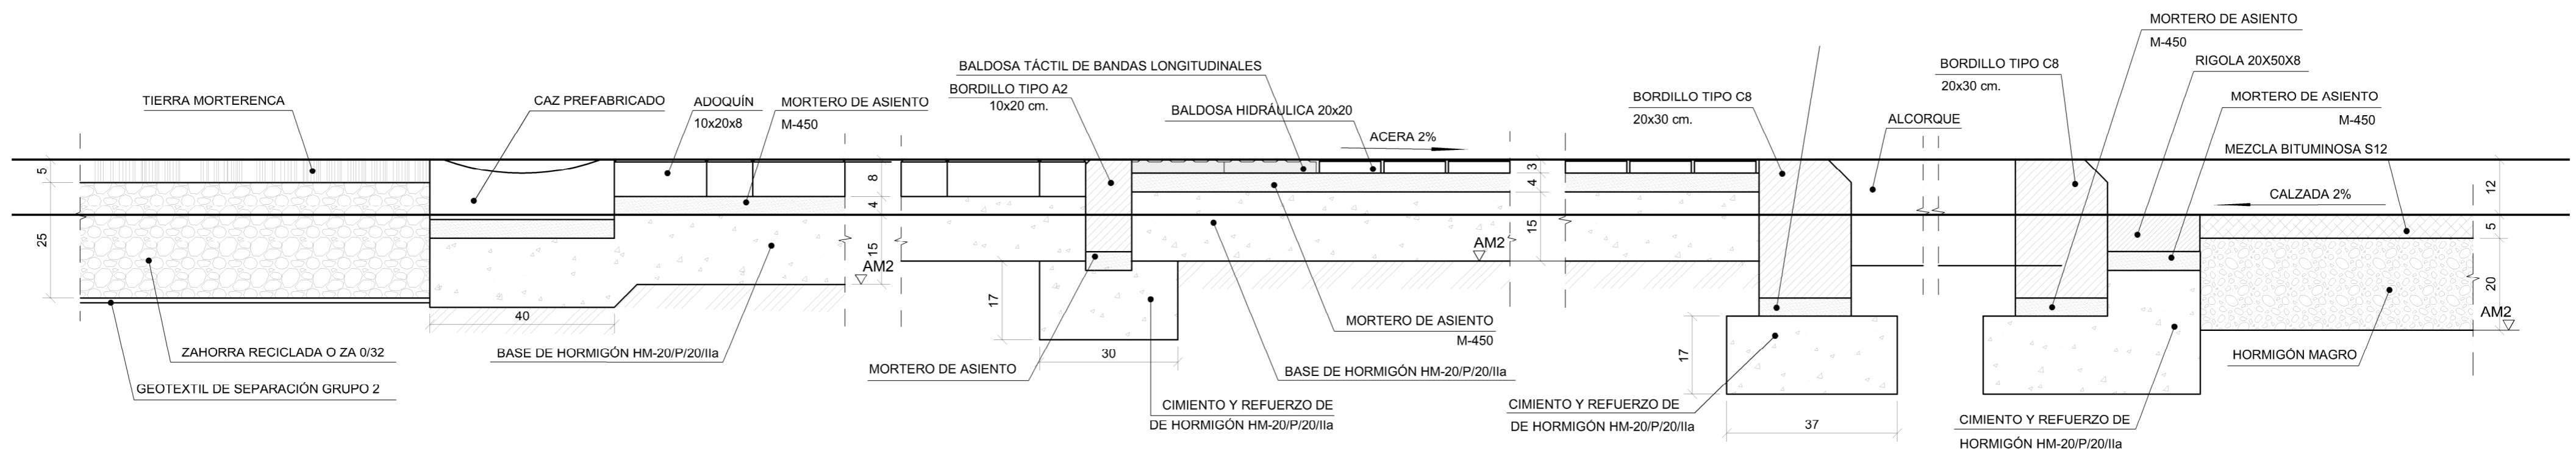 MORTERO DE ASIENTO
M-450
RIGOLA 20X50X8
BORDILLO TIPO C8
20x30 cm.
MORTERO DE ASIENTO
M-450
MEZCLA BITUMINOSA S12
CALZADA 2%
BALDOSA TÁCTIL DE BANDAS LONGITUDINALES
BORDILLO TIPO A2
10x20 cm.
BALDOSA HIDRÁULICA 20x20
ACERA 2%
BORDILLO TIPO C8
20x30 cm.
ALCORQUE
TIERRA MORTERENCA
CAZ PREFABRICADO
ADOQUÍN
10x20x8
MORTERO DE ASIENTO
M-450
5
25
40
8
4
15
AM2
17
30
3
4
15
AM2
17
37
12
5
20
AM2
ZAHORRA RECICLADA O ZA 0/32
GEOTEXTIL DE SEPARACIÓN GRUPO 2
BASE DE HORMIGÓN HM-20/P/20/IIa
MORTERO DE ASIENTO
MORTERO DE ASIENTO
M-450
BASE DE HORMIGÓN HM-20/P/20/IIa
CIMIENTO Y REFUERZO DE
DE HORMIGÓN HM-20/P/20/IIa
CIMIENTO Y REFUERZO DE
DE HORMIGÓN HM-20/P/20/IIa
HORMIGÓN MAGRO
CIMIENTO Y REFUERZO DE
HORMIGÓN HM-20/P/20/IIa